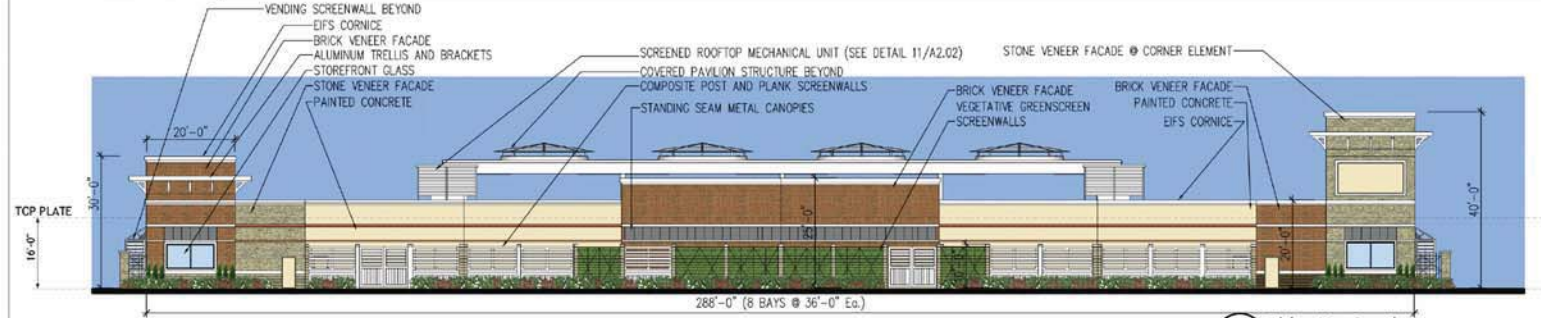 VENDING SCREENWALL BEYOND
EIFS CORNICE
BRICK VENEER FACADE
ALUMINUM TRELLIS AND BRACKETS
STOREFRONT GLASS
STONE VENEER FACADE
PAINTED CONCRETE
SCREENED ROOFTOP MECHANICAL UNIT (SEE DETAIL 11/A2.02)
COVERED PAVILION STRUCTURE BEYOND
COMPOSITE POST AND PLANK SCREENWALLS
STANDING SEAM METAL CANOPIES
BRICK VENEER FACADE
VEGETATIVE GREENSCREEN
SCREENWALLS
STONE VENEER FACADE @ CORNER ELEMENT
BRICK VENEER FACADE
PAINTED CONCRETE
EIFS CORNICE
20'-0"
30'-0"
TOP PLATE
16'-0"
25'-0"
20'-0"
40'-0"
288'-0" (8 BAYS @ 36'-0" Ea.)